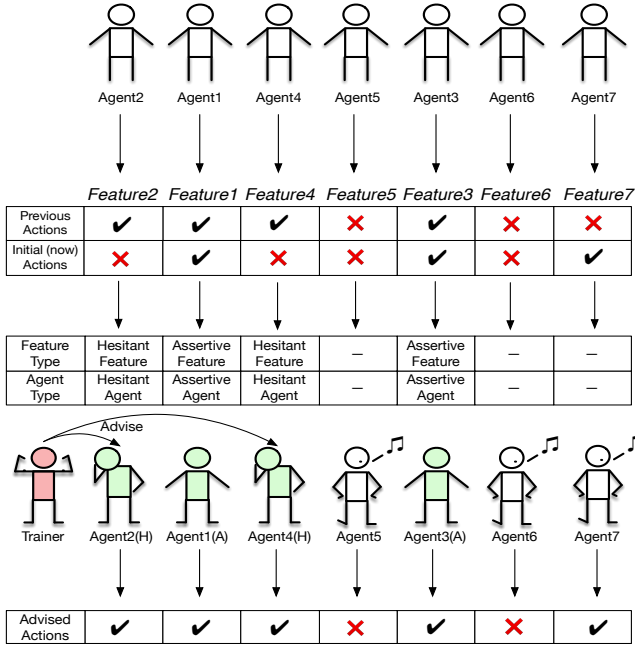 Agent2 Agent1 Agent4 Agent5 Agent3 Agent6 Agent7
Feature2 Feature1 Feature4 Feature5 Feature3 Feature6 Feature7
Previous
Actions ✔ ✔ ✔ ✕ ✔ ✕ ✕
Initial (now)
Actions ✕ ✔ ✕ ✕ ✔ ✕ ✔
Feature Hesitant Assertive Hesitant Assertive
Type Feature Feature Feature – Feature – –
Agent Hesitant Assertive Hesitant Assertive
Type Agent Agent Agent – Agent – –
Advise
Trainer Agent2(H) Agent1(A) Agent4(H) Agent5 Agent3(A) Agent6 Agent7
Advised
Actions ✔ ✔ ✔ ✕ ✔ ✕ ✔